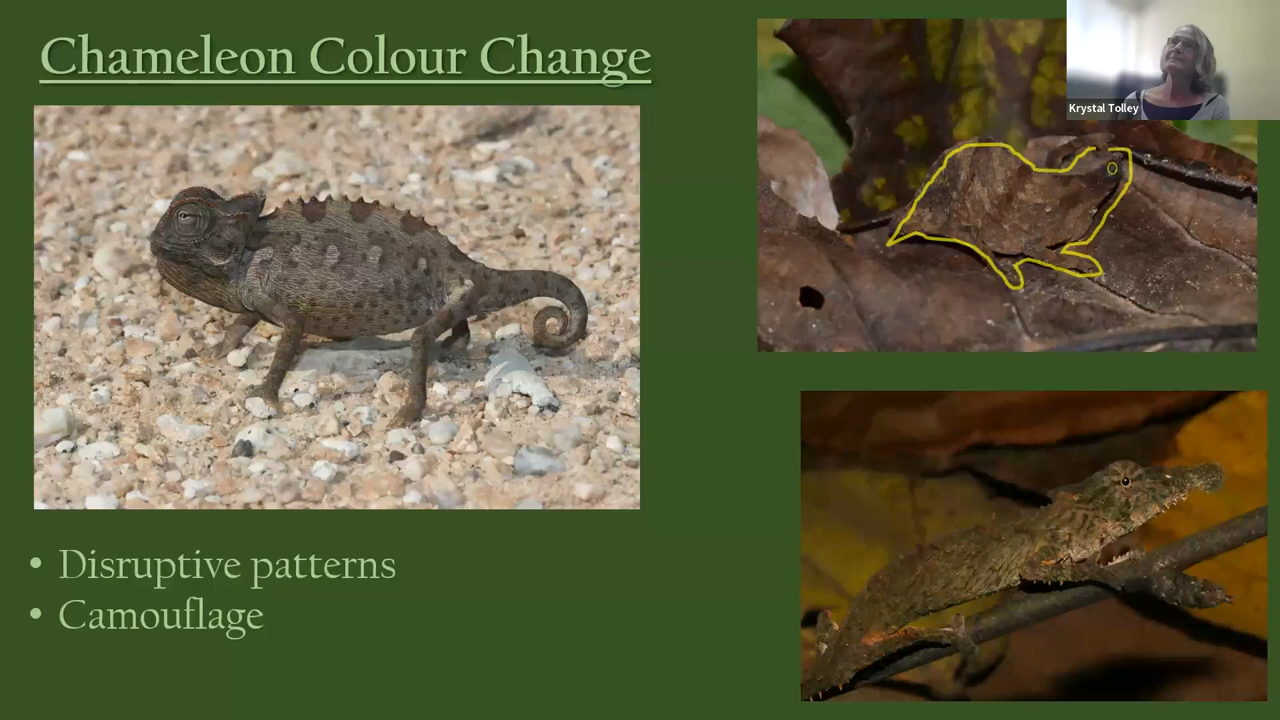 Chameleon Colour Change
Krystal Tolley
• Disruptive patterns
• Camouflage